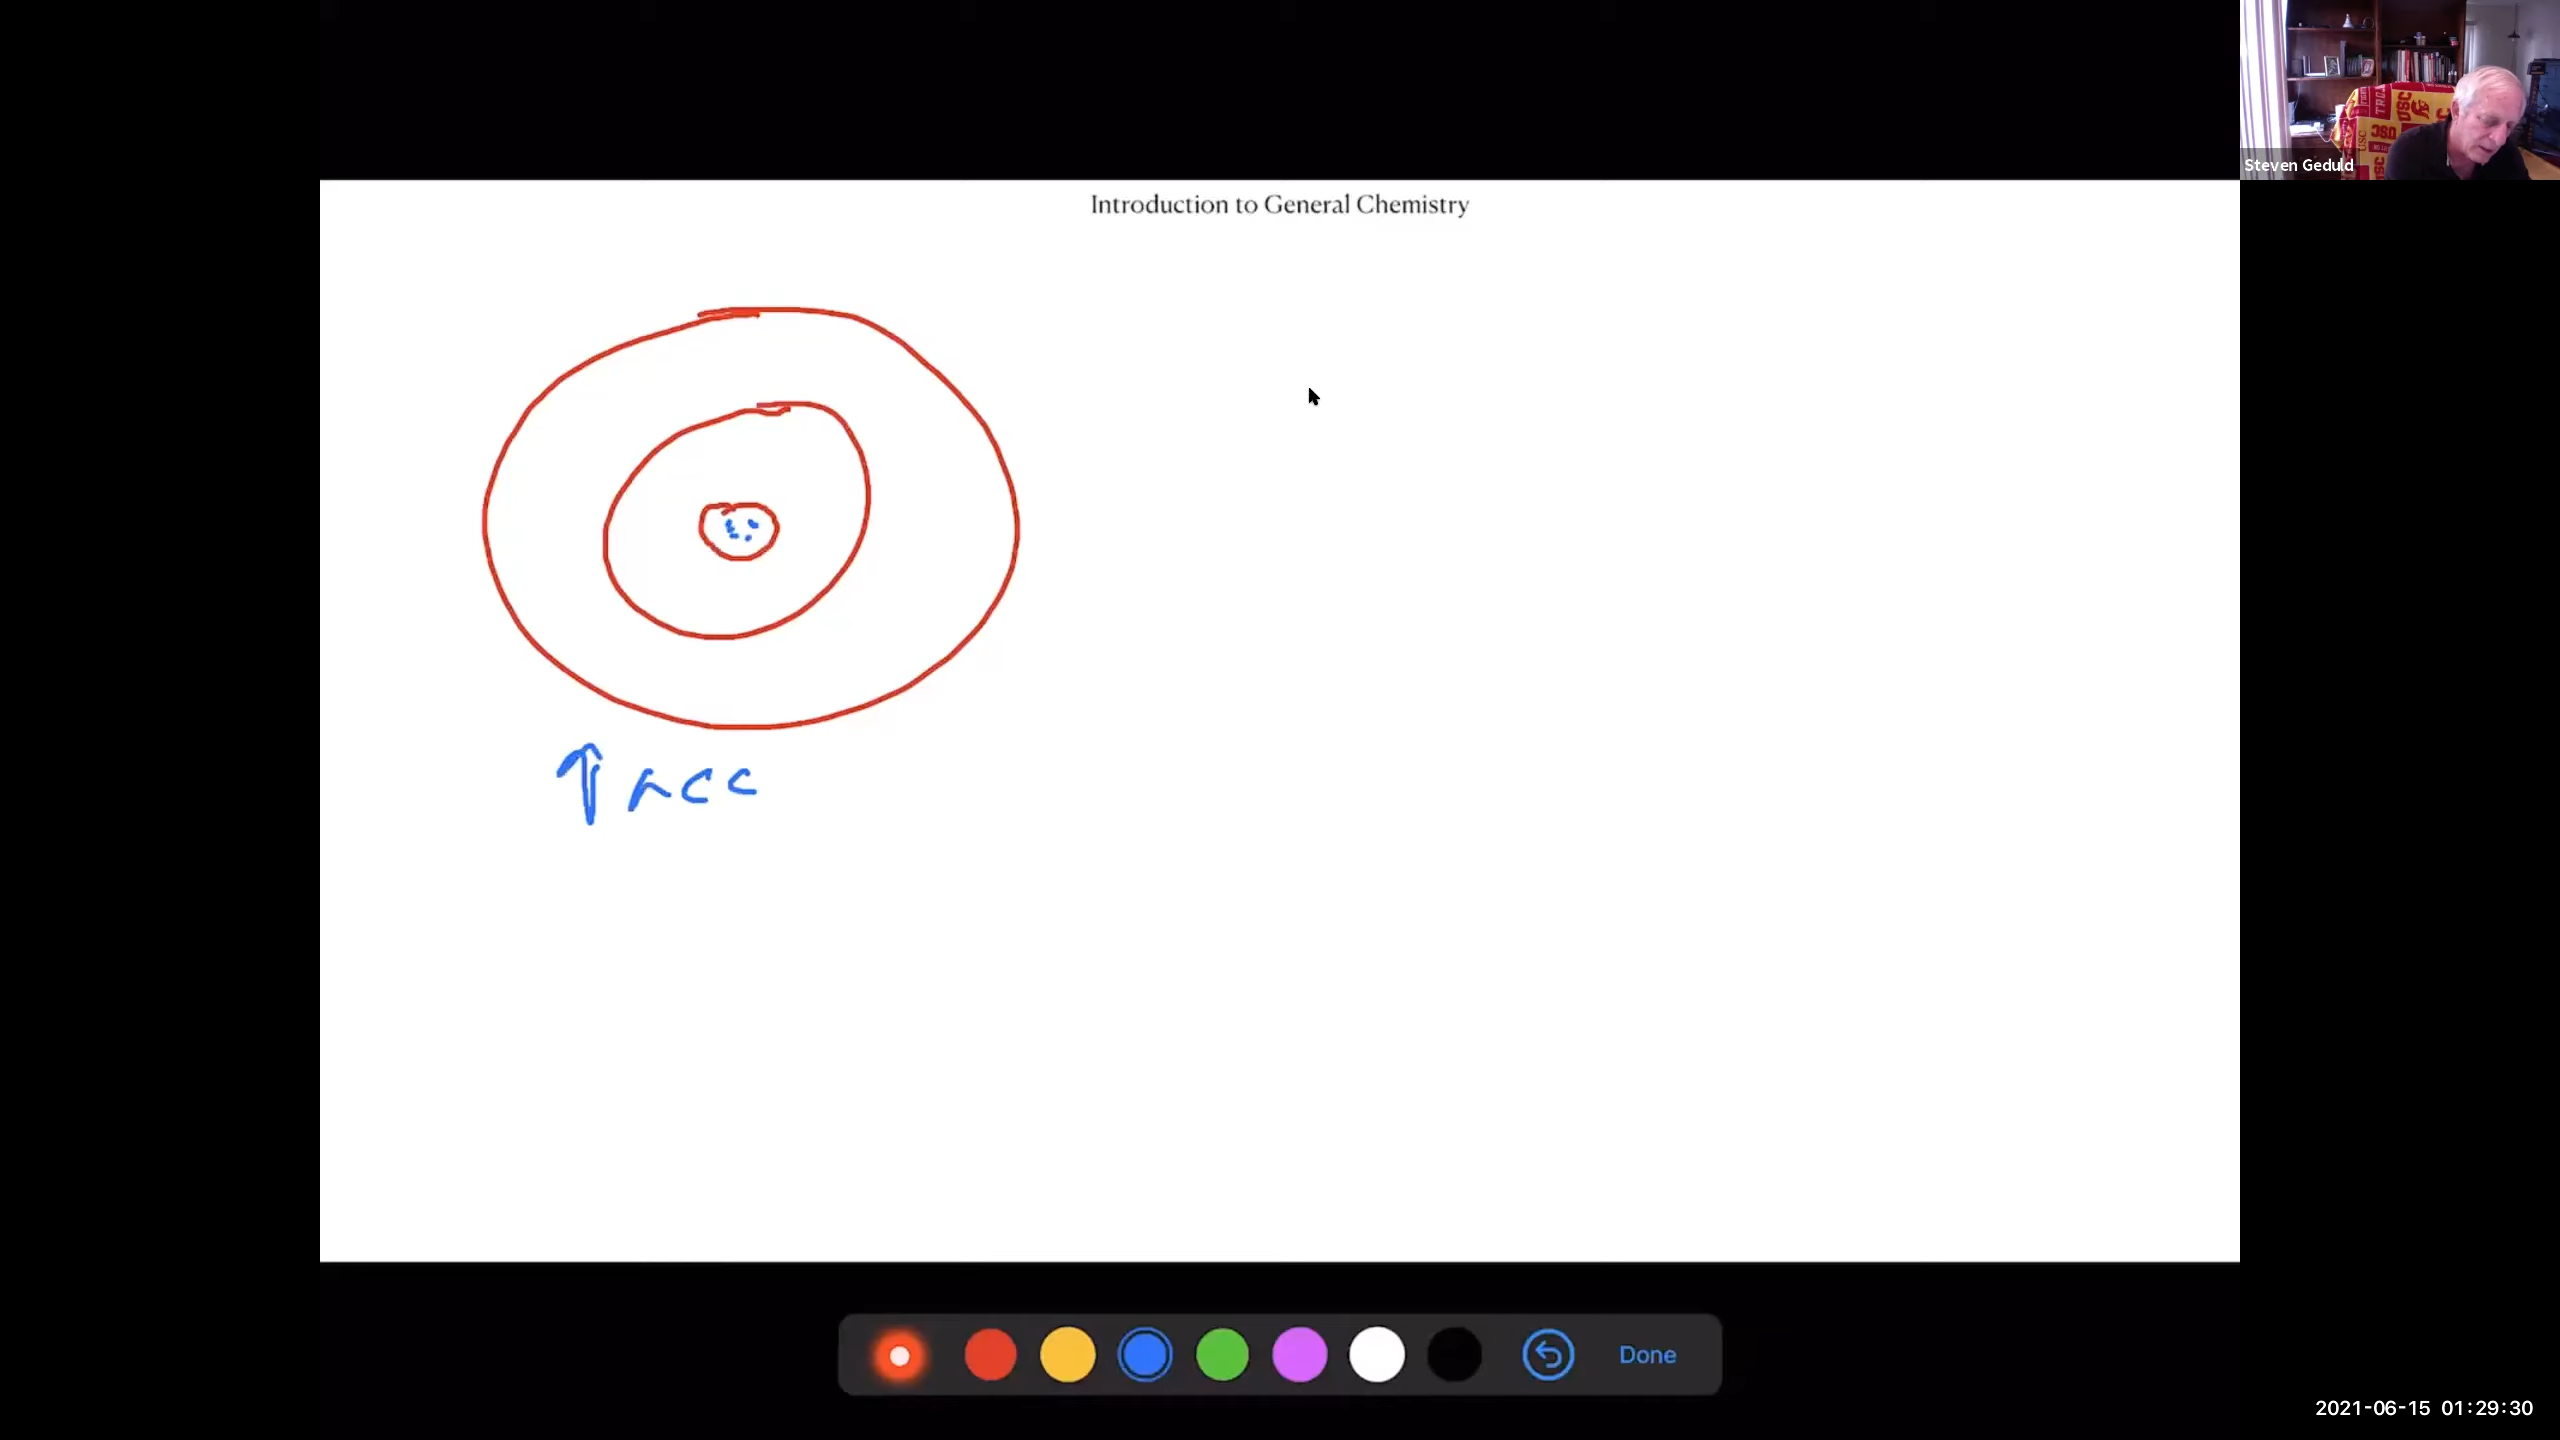 Steven Geduld
Introduction to General Chemistry
↑ acc
Done
2021-06-15 01:29:30